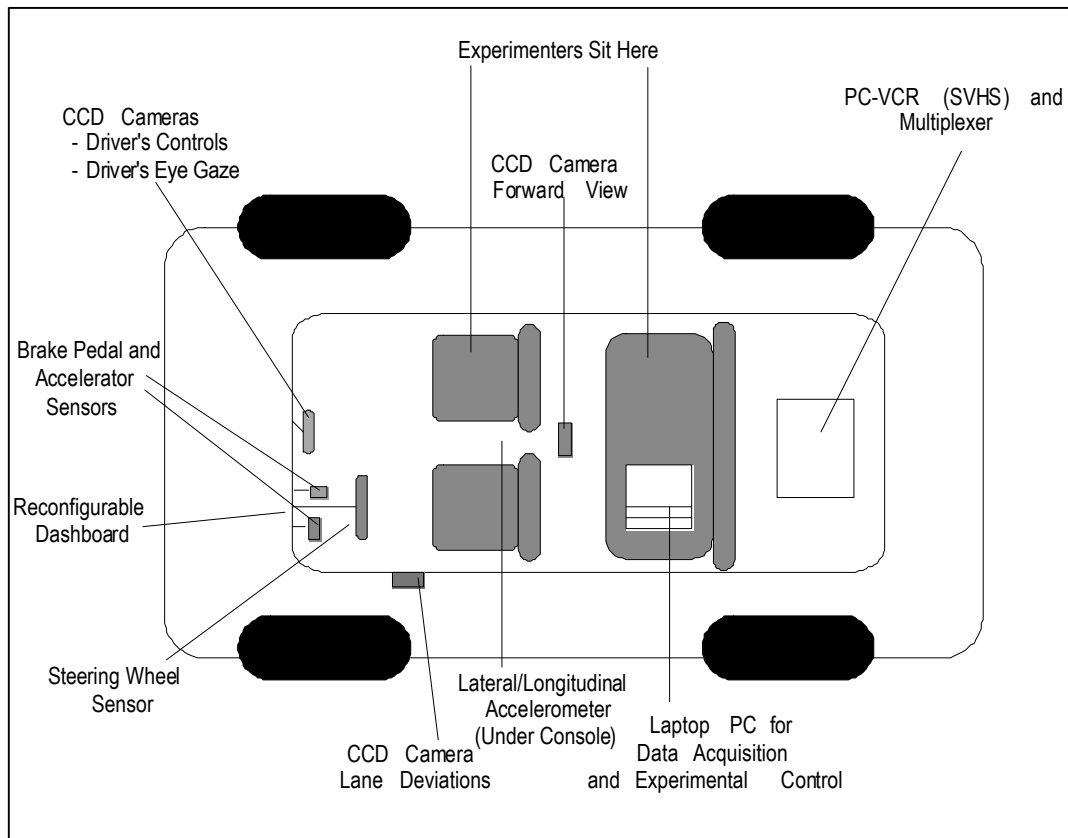 Experimenters Sit Here
PC-VCR (SVHS) and
Multiplexer
CCD Cameras
- Driver's Controls
- Driver's Eye Gaze
CCD Camera
Forward View
Brake Pedal and
Accelerator
Sensors
Reconfigurable
Dashboard
Steering Wheel
Sensor
CCD Camera
Lane Deviations
Lateral/Longitudinal
Accelerometer
(Under Console)
Laptop PC for
Data Acquisition
and Experimental Control